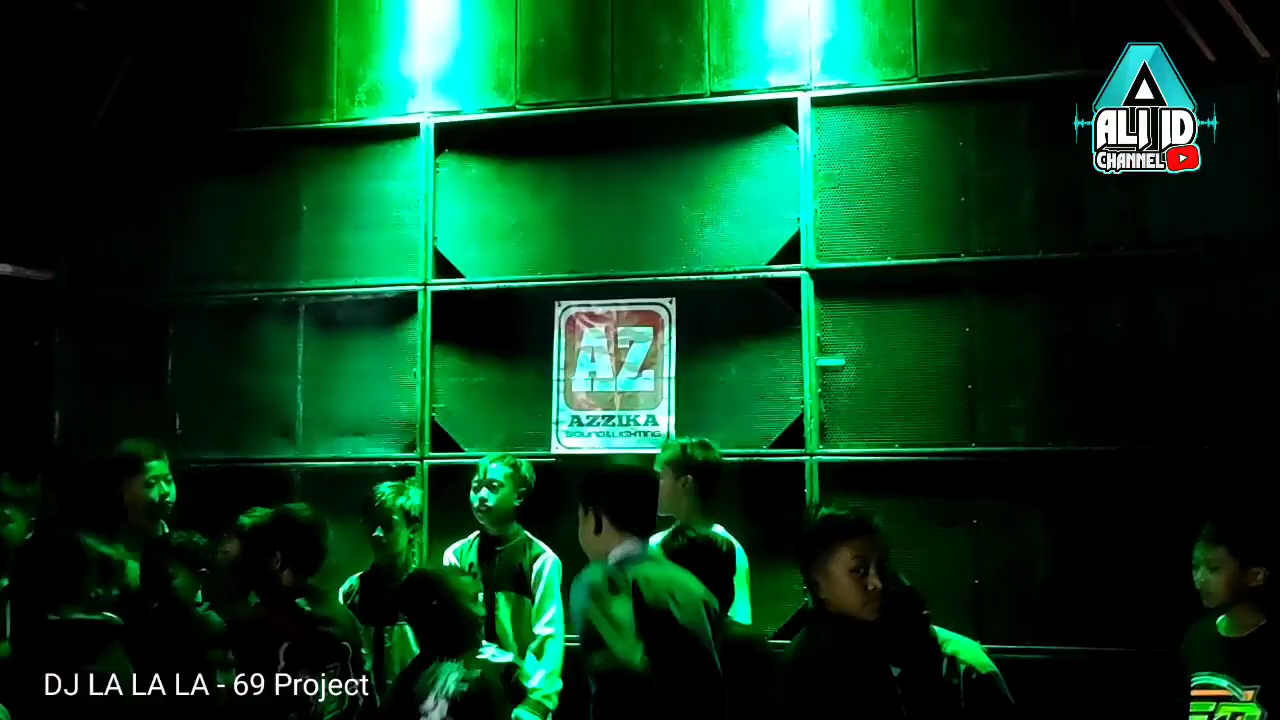 ALI ID
CHANNEL
AZ
AZZIKA
SOUND & LIGHTING
DJ LA LA LA - 69 Project